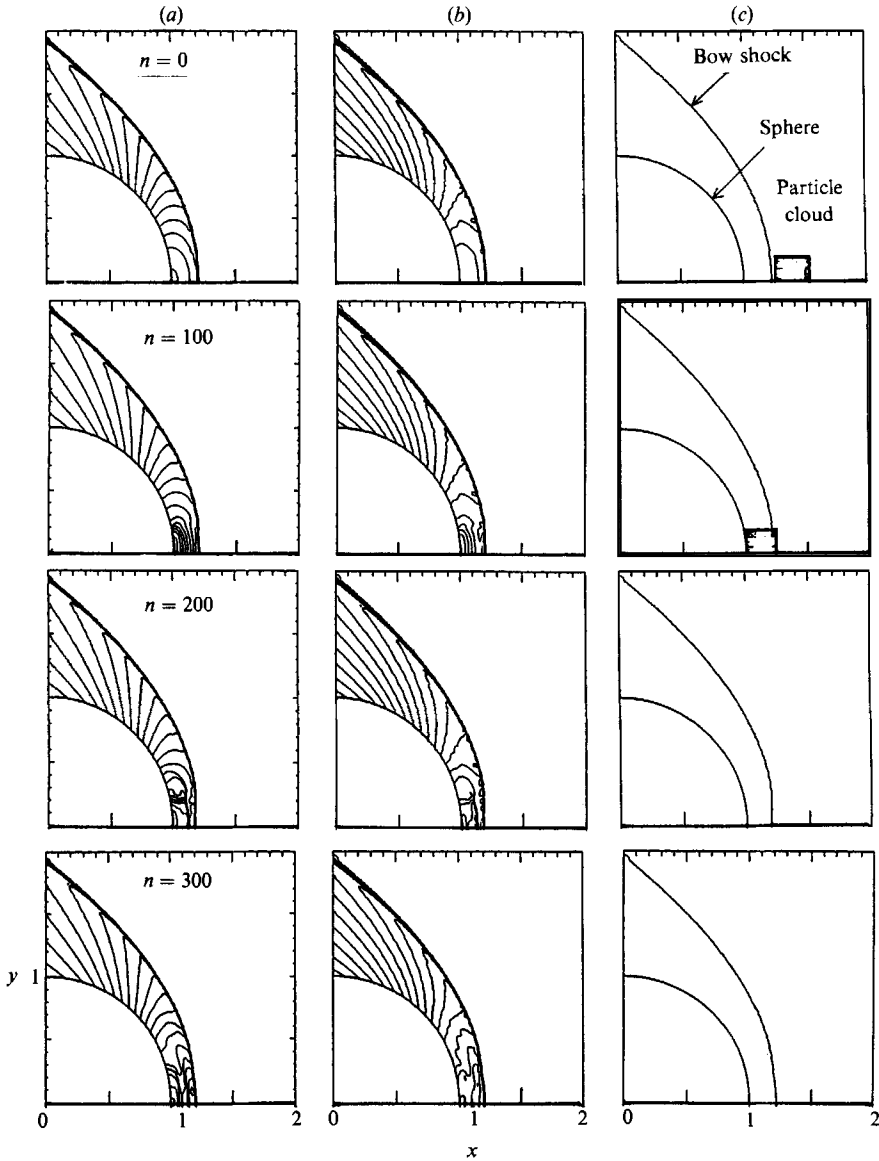 (a) (b) (c)
n = 0
Bow shock
Sphere
Particle
cloud
n = 100
n = 200
n = 300
y 1
0 1 2 0 1 2 0 1 2
x